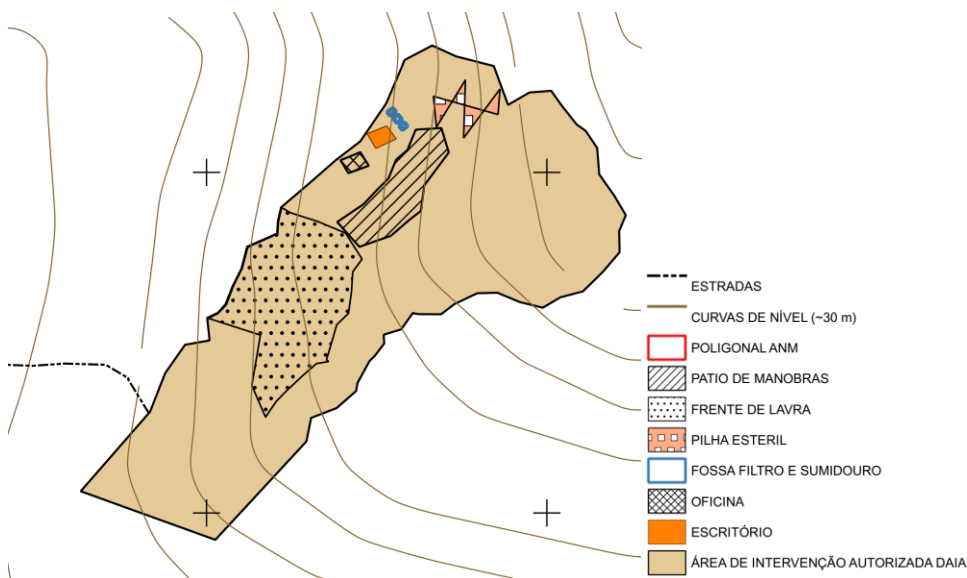 ESTRADAS
CURVAS DE NÍVEL (~30 m)
POLIGONAL ANM
PATIO DE MANOBRAS
FRENTE DE LAVRA
PILHA ESTERIL
FOSSA FILTRO E SUMIDOURO
OFICINA
ESCRITÓRIO
ÁREA DE INTERVENÇÃO AUTORIZADA DAIA